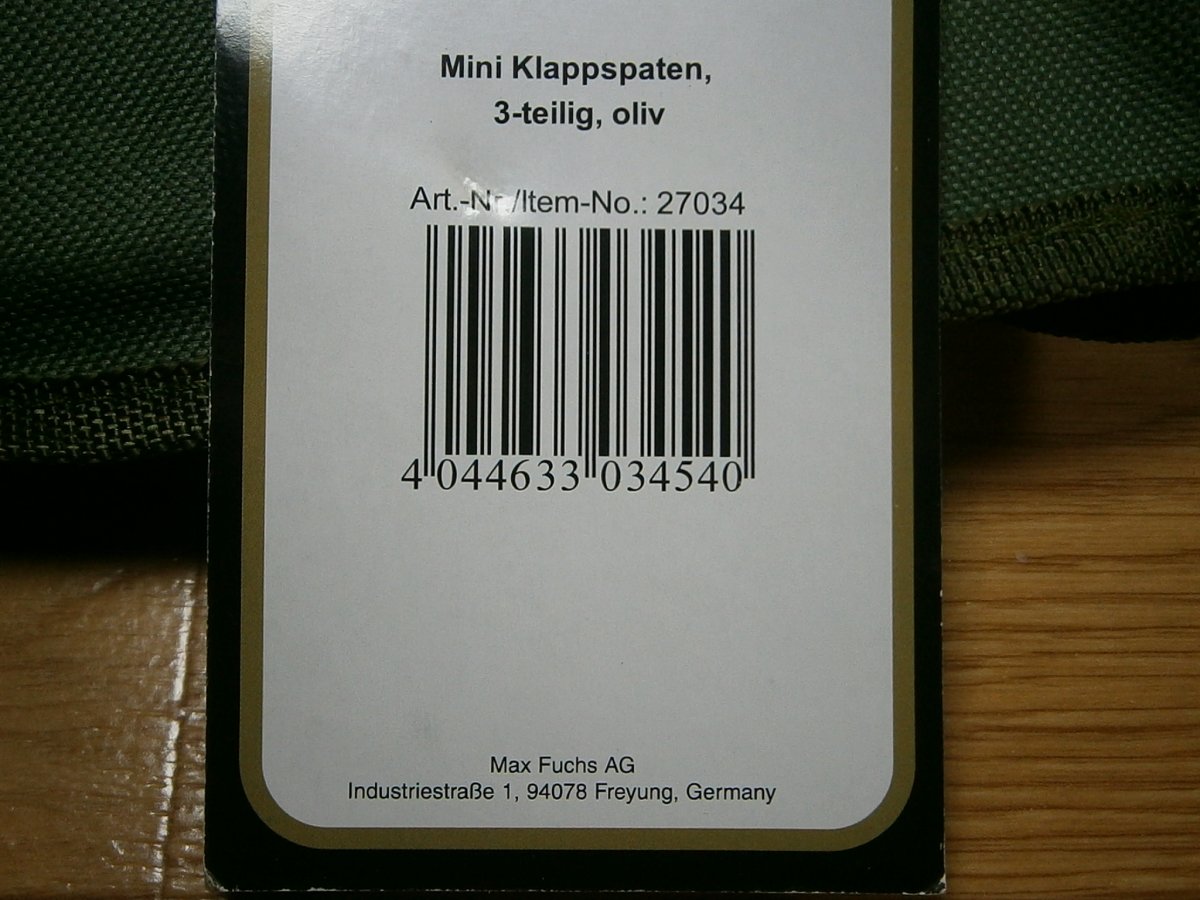 Mini Klappspaten,
3-teilig, oliv
Art.-Nr./Item-No.: 27034
4 044633 034540
Max Fuchs AG
Industriestraße 1, 94078 Freyung, Germany